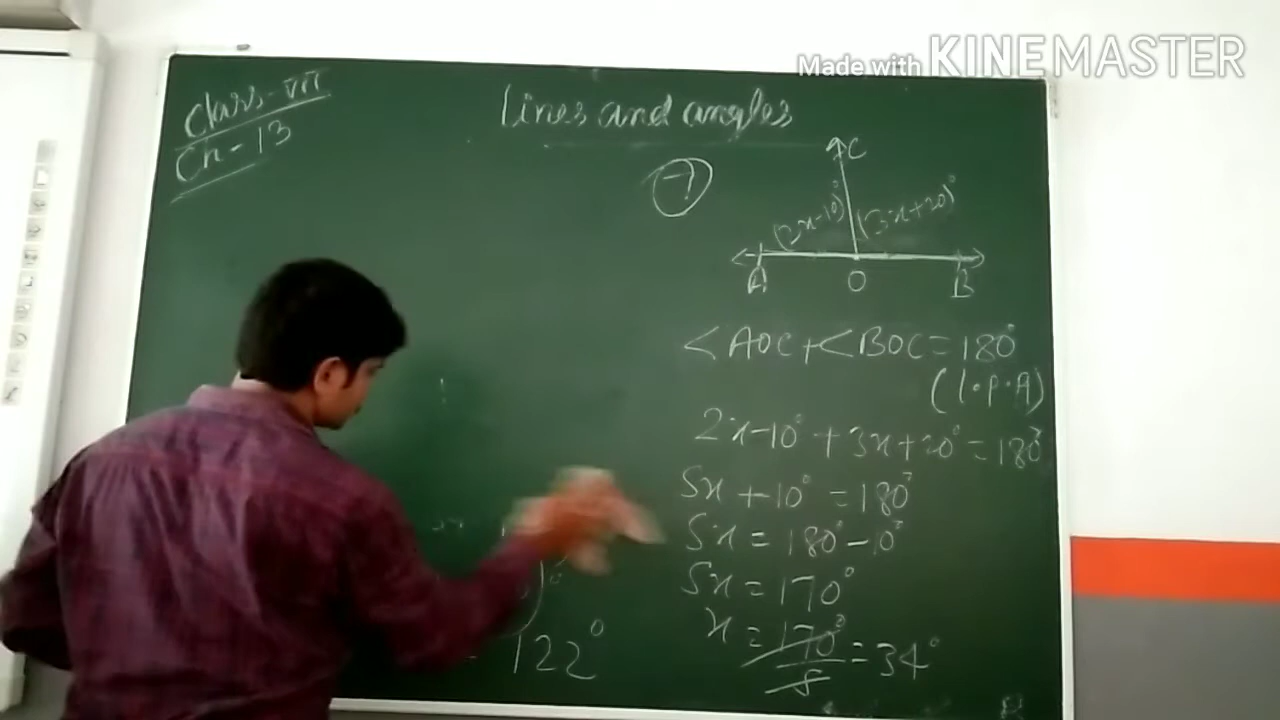 Made with KINEMASTER
Class-VII
Ch-13
Lines and angles
7
C
(2x-10)° (3x+20)°
A O B
<AOC+<BOC=180°
(l.p.A)
2x-10°+3x+20°=180°
5x+10°=180°
5x=180°-10°
5x=170°
x=170°/5=34°
)°
122°